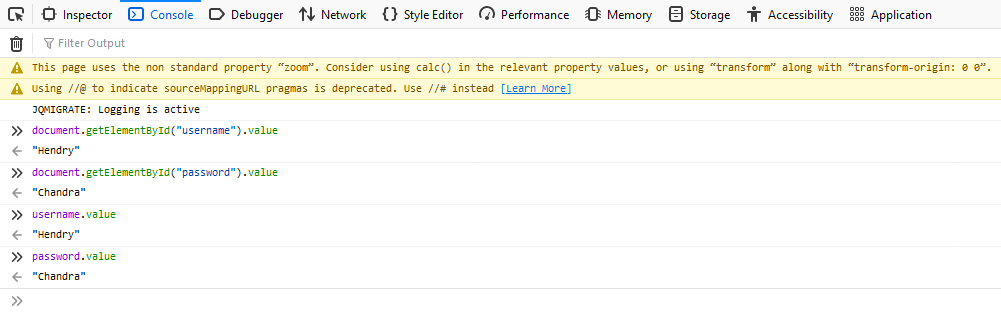 Inspector Console Debugger Network Style Editor Performance Memory Storage Accessibility Application
Filter Output
This page uses the non standard property “zoom”. Consider using calc() in the relevant property values, or using “transform” along with “transform-origin: 0 0”.
Using //@ to indicate sourceMappingURL pragmas is deprecated. Use //# instead [Learn More]
JQMIGRATE: Logging is active
document.getElementById("username").value
"Hendry"
document.getElementById("password").value
"Chandra"
username.value
"Hendry"
password.value
"Chandra"